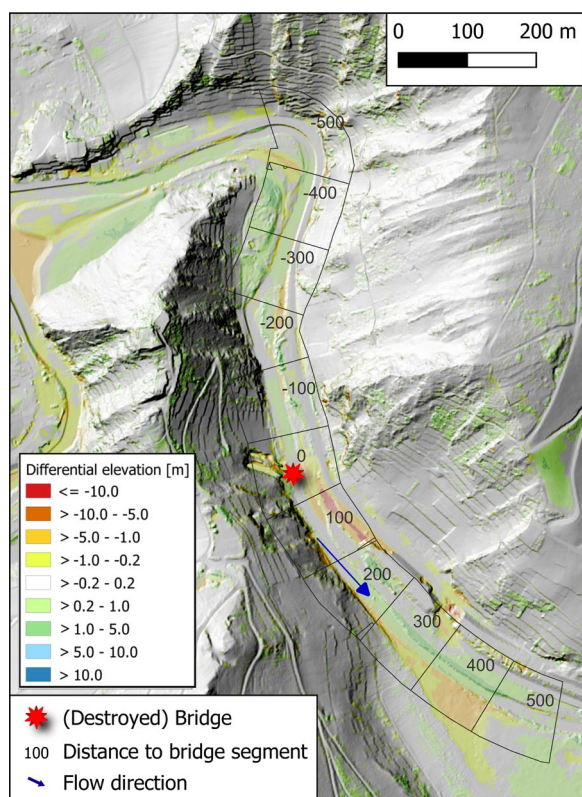 0 100 200 m
-500
-400
-300
-200
-100
0
100
200
300
400
500
Differential elevation [m]
<= -10.0
> -10.0 - -5.0
> -5.0 - -1.0
> -1.0 - -0.2
> -0.2 - 0.2
> 0.2 - 1.0
> 1.0 - 5.0
> 5.0 - 10.0
> 10.0
(Destroyed) Bridge
100 Distance to bridge segment
Flow direction